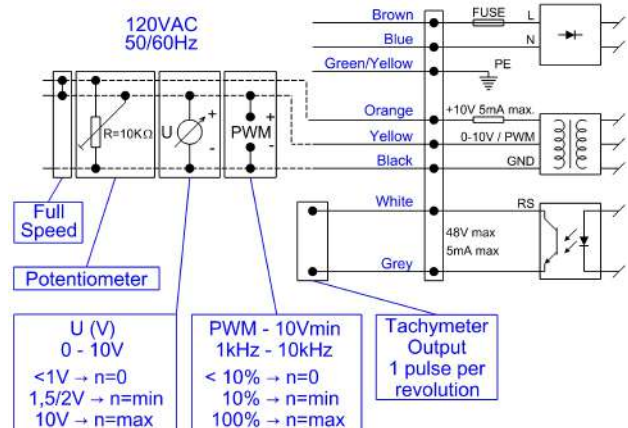 120VAC
50/60Hz
Brown
FUSE
L
Blue
N
Green/Yellow
PE
Orange
+10V 5mA max.
Yellow
0-10V / PWM
Black
GND
R=10KΩ
U
+
-
PWM
+
-
White
RS
48V max
5mA max
Grey
Full
Speed
Potentiometer
U (V)
0 - 10V
<1V → n=0
1,5/2V → n=min
10V → n=max
PWM - 10Vmin
1kHz - 10kHz
< 10% → n=0
10% → n=min
100% → n=max
Tachymeter
Output
1 pulse per
revolution